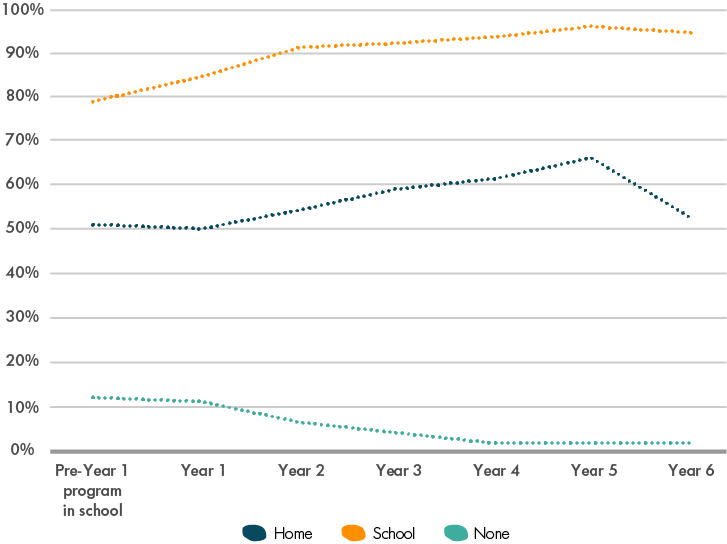 100%
90%
80%
70%
60%
50%
40%
30%
20%
10%
0%
Pre-Year 1
program
in school
Year 1
Year 2
Year 3
Year 4
Year 5
Year 6
Home
School
None